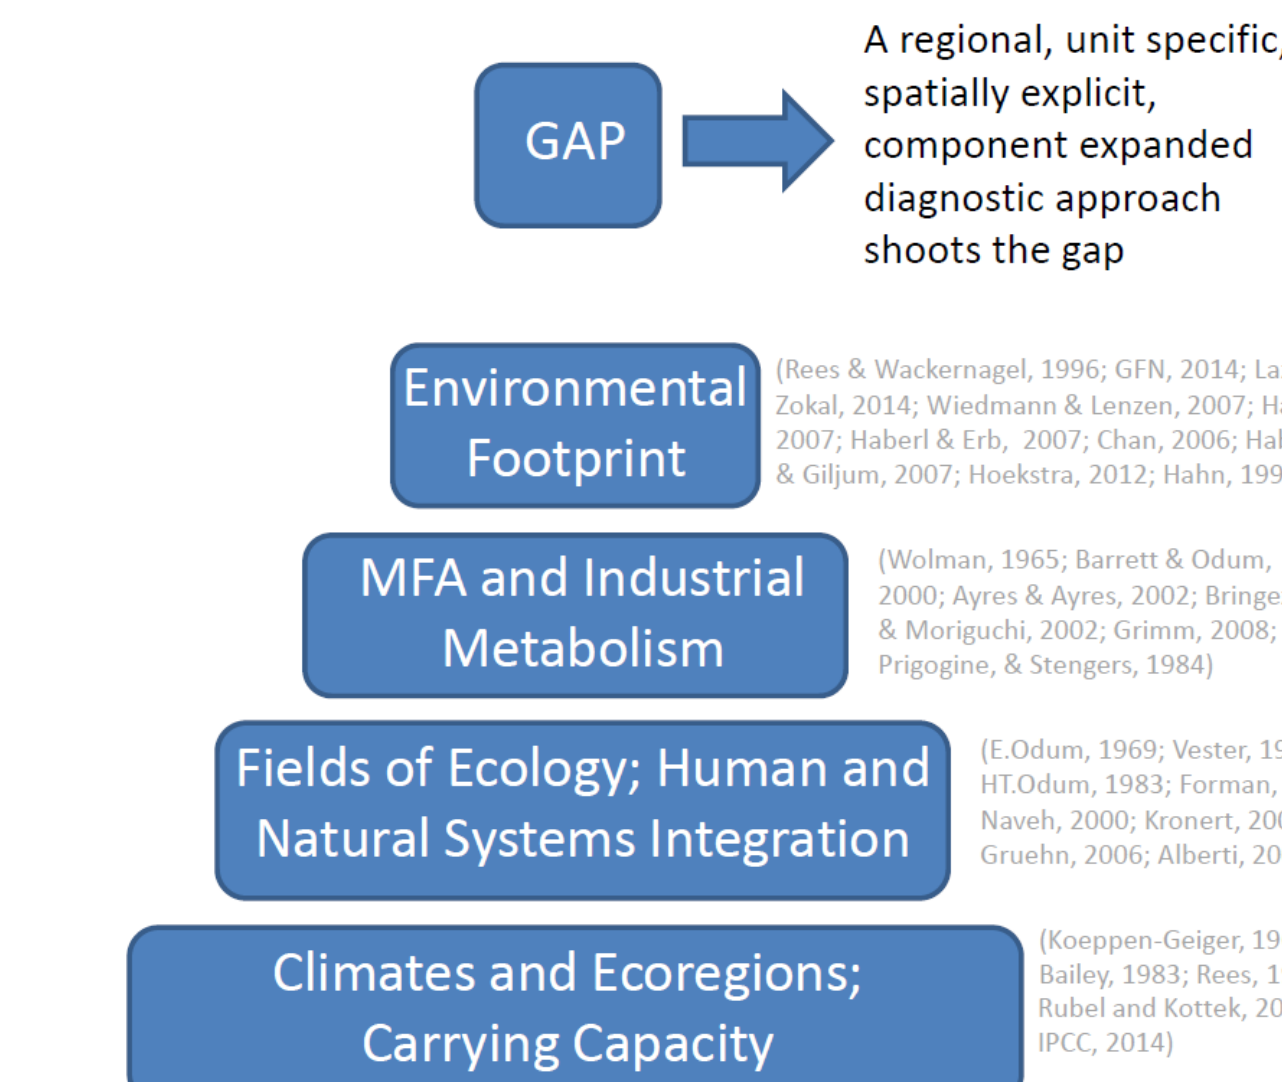 GAP
A regional, unit specific,
spatially explicit,
component expanded
diagnostic approach
shoots the gap
Environmental
Footprint
(Rees & Wackernagel, 1996; GFN, 2014;
Zokal, 2014; Wiedmann & Lenzen, 2007;
2007; Haberl & Erb, 2007; Chan, 2006;
& Giljum, 2007; Hoekstra, 2012; Hahn,
MFA and Industrial
Metabolism
(Wolman, 1965; Barrett & Odum,
2000; Ayres & Ayres, 2002;
& Moriguchi, 2002; Grimm, 2008;
Prigogine, & Stengers, 1984)
Fields of Ecology; Human and
Natural Systems Integration
(E.Odum, 1969; Vester,
HT.Odum, 1983; Forman,
Naveh, 2000; Kronert,
Gruehn, 2006; Alberti,
Climates and Ecoregions;
Carrying Capacity
(Koeppen-Geiger,
Bailey, 1983; Rees,
Rubel and Kottek,
IPCC, 2014)